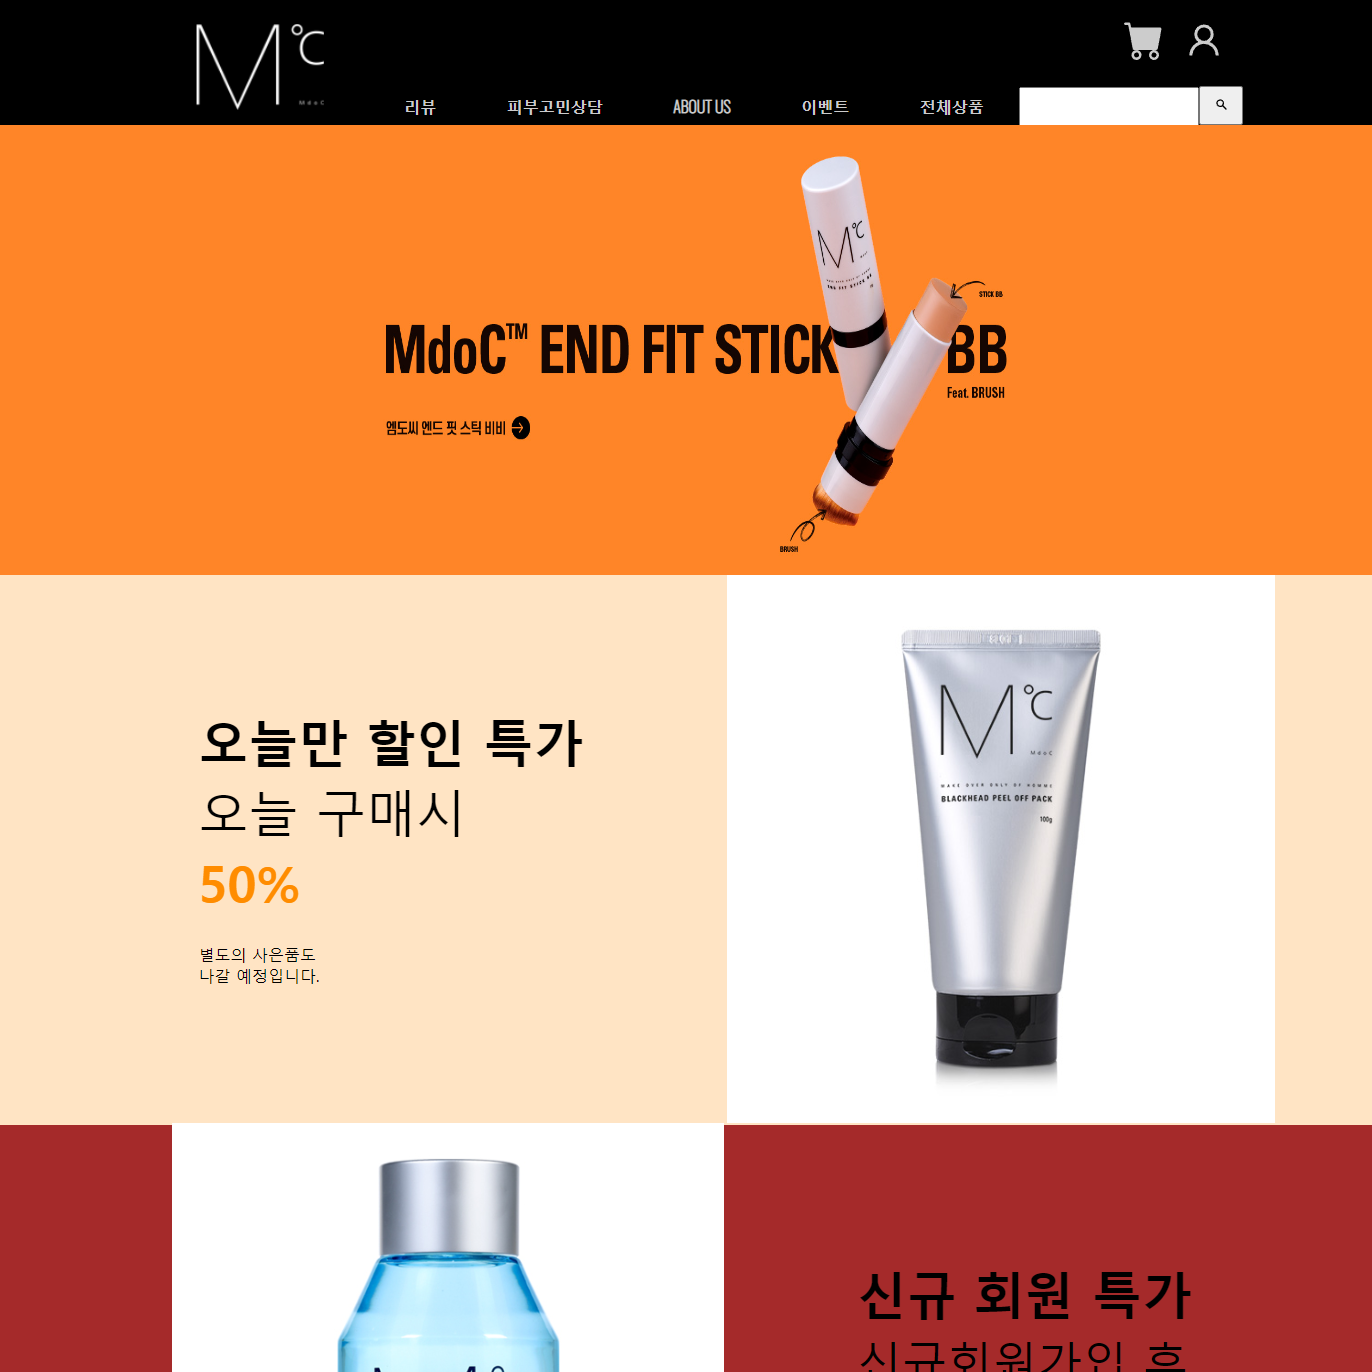 M℃
MdoC
리뷰
피부고민상담
ABOUT US
이벤트
전체상품
M℃
END FIT STICK BB
STICK BB
MdoC™ END FIT STICK BB
Feat. BRUSH
엠도씨 엔드 핏 스틱 비비
BRUSH
오늘만 할인 특가
오늘 구매시
50%
별도의 사은품도
나갈 예정입니다.
M℃
MdoC
MAKE OVER ONLY OF HOMME
BLACKHEAD PEEL OFF PACK
100g
신규 회원 특가
신규회원가입 후